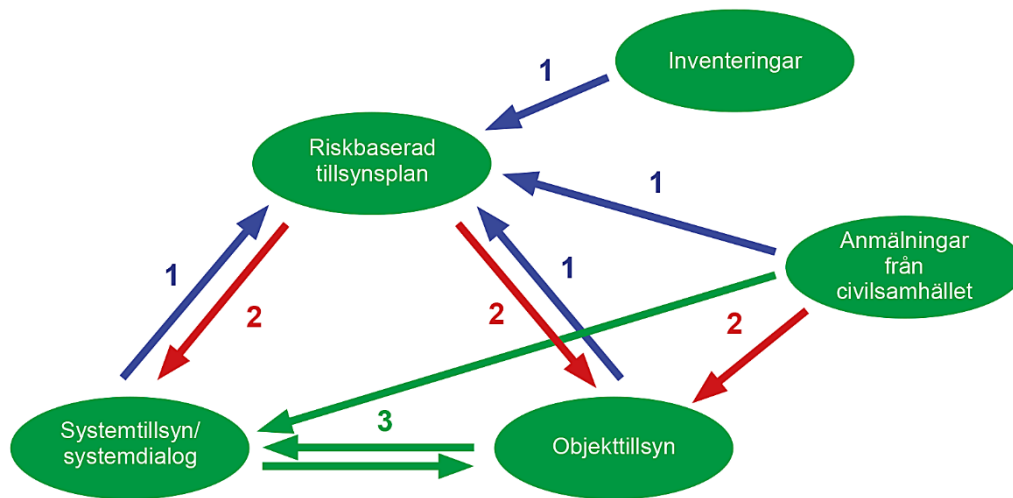 Inventeringar
1
Riskbaserad
tillsynsplan
1
Anmälningar
från
civilsamhället
1
2
1
2
2
3
Systemtillsyn/
systemdialog
Objekttillsyn